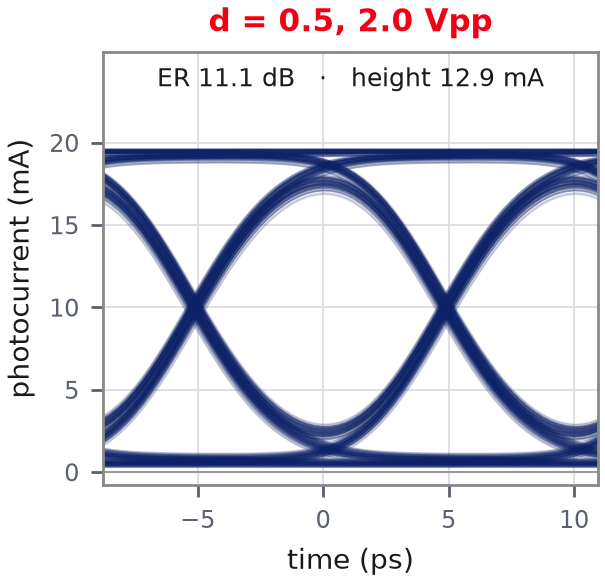 d = 0.5, 2.0 Vpp
ER 11.1 dB · height 12.9 mA
photocurrent (mA)
20
15
10
5
0
−5
0
5
10
time (ps)